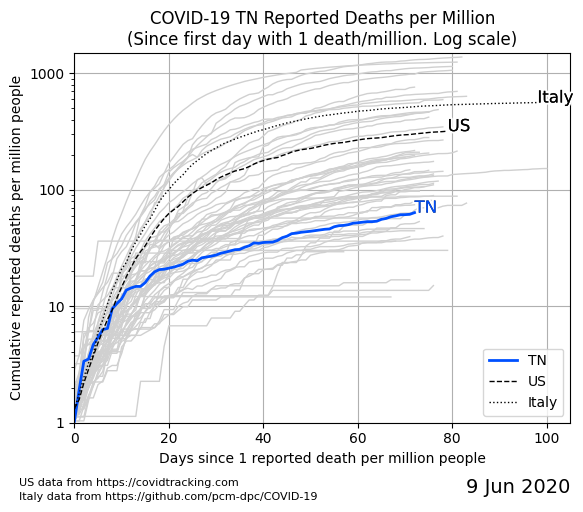 COVID-19 TN Reported Deaths per Million
(Since first day with 1 death/million. Log scale)
Cumulative reported deaths per million people
1000
100
10
1
Italy
US
TN
TN
US
Italy
0 20 40 60 80 100
Days since 1 reported death per million people
US data from https://covidtracking.com
Italy data from https://github.com/pcm-dpc/COVID-19
9 Jun 2020